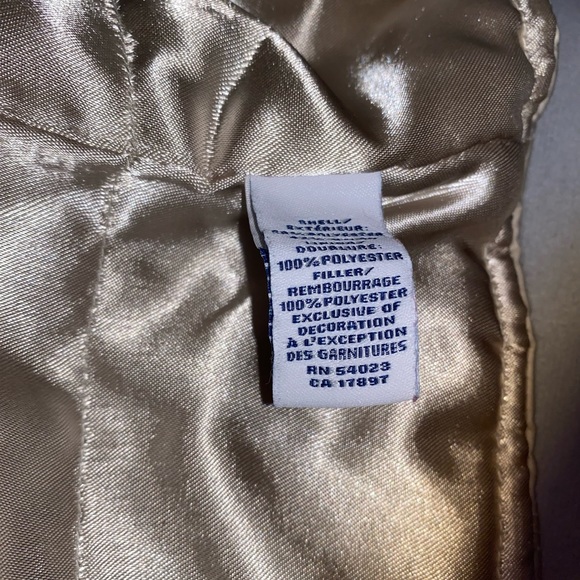 SHELL/
EXTÉRIEUR:
DOUBLURE:
100% POLYESTER
FILLER/
REMBOURRAGE
100% POLYESTER
EXCLUSIVE OF
DECORATION
À L'EXCEPTION
DES GARNITURES
RN 54023
CA 17897